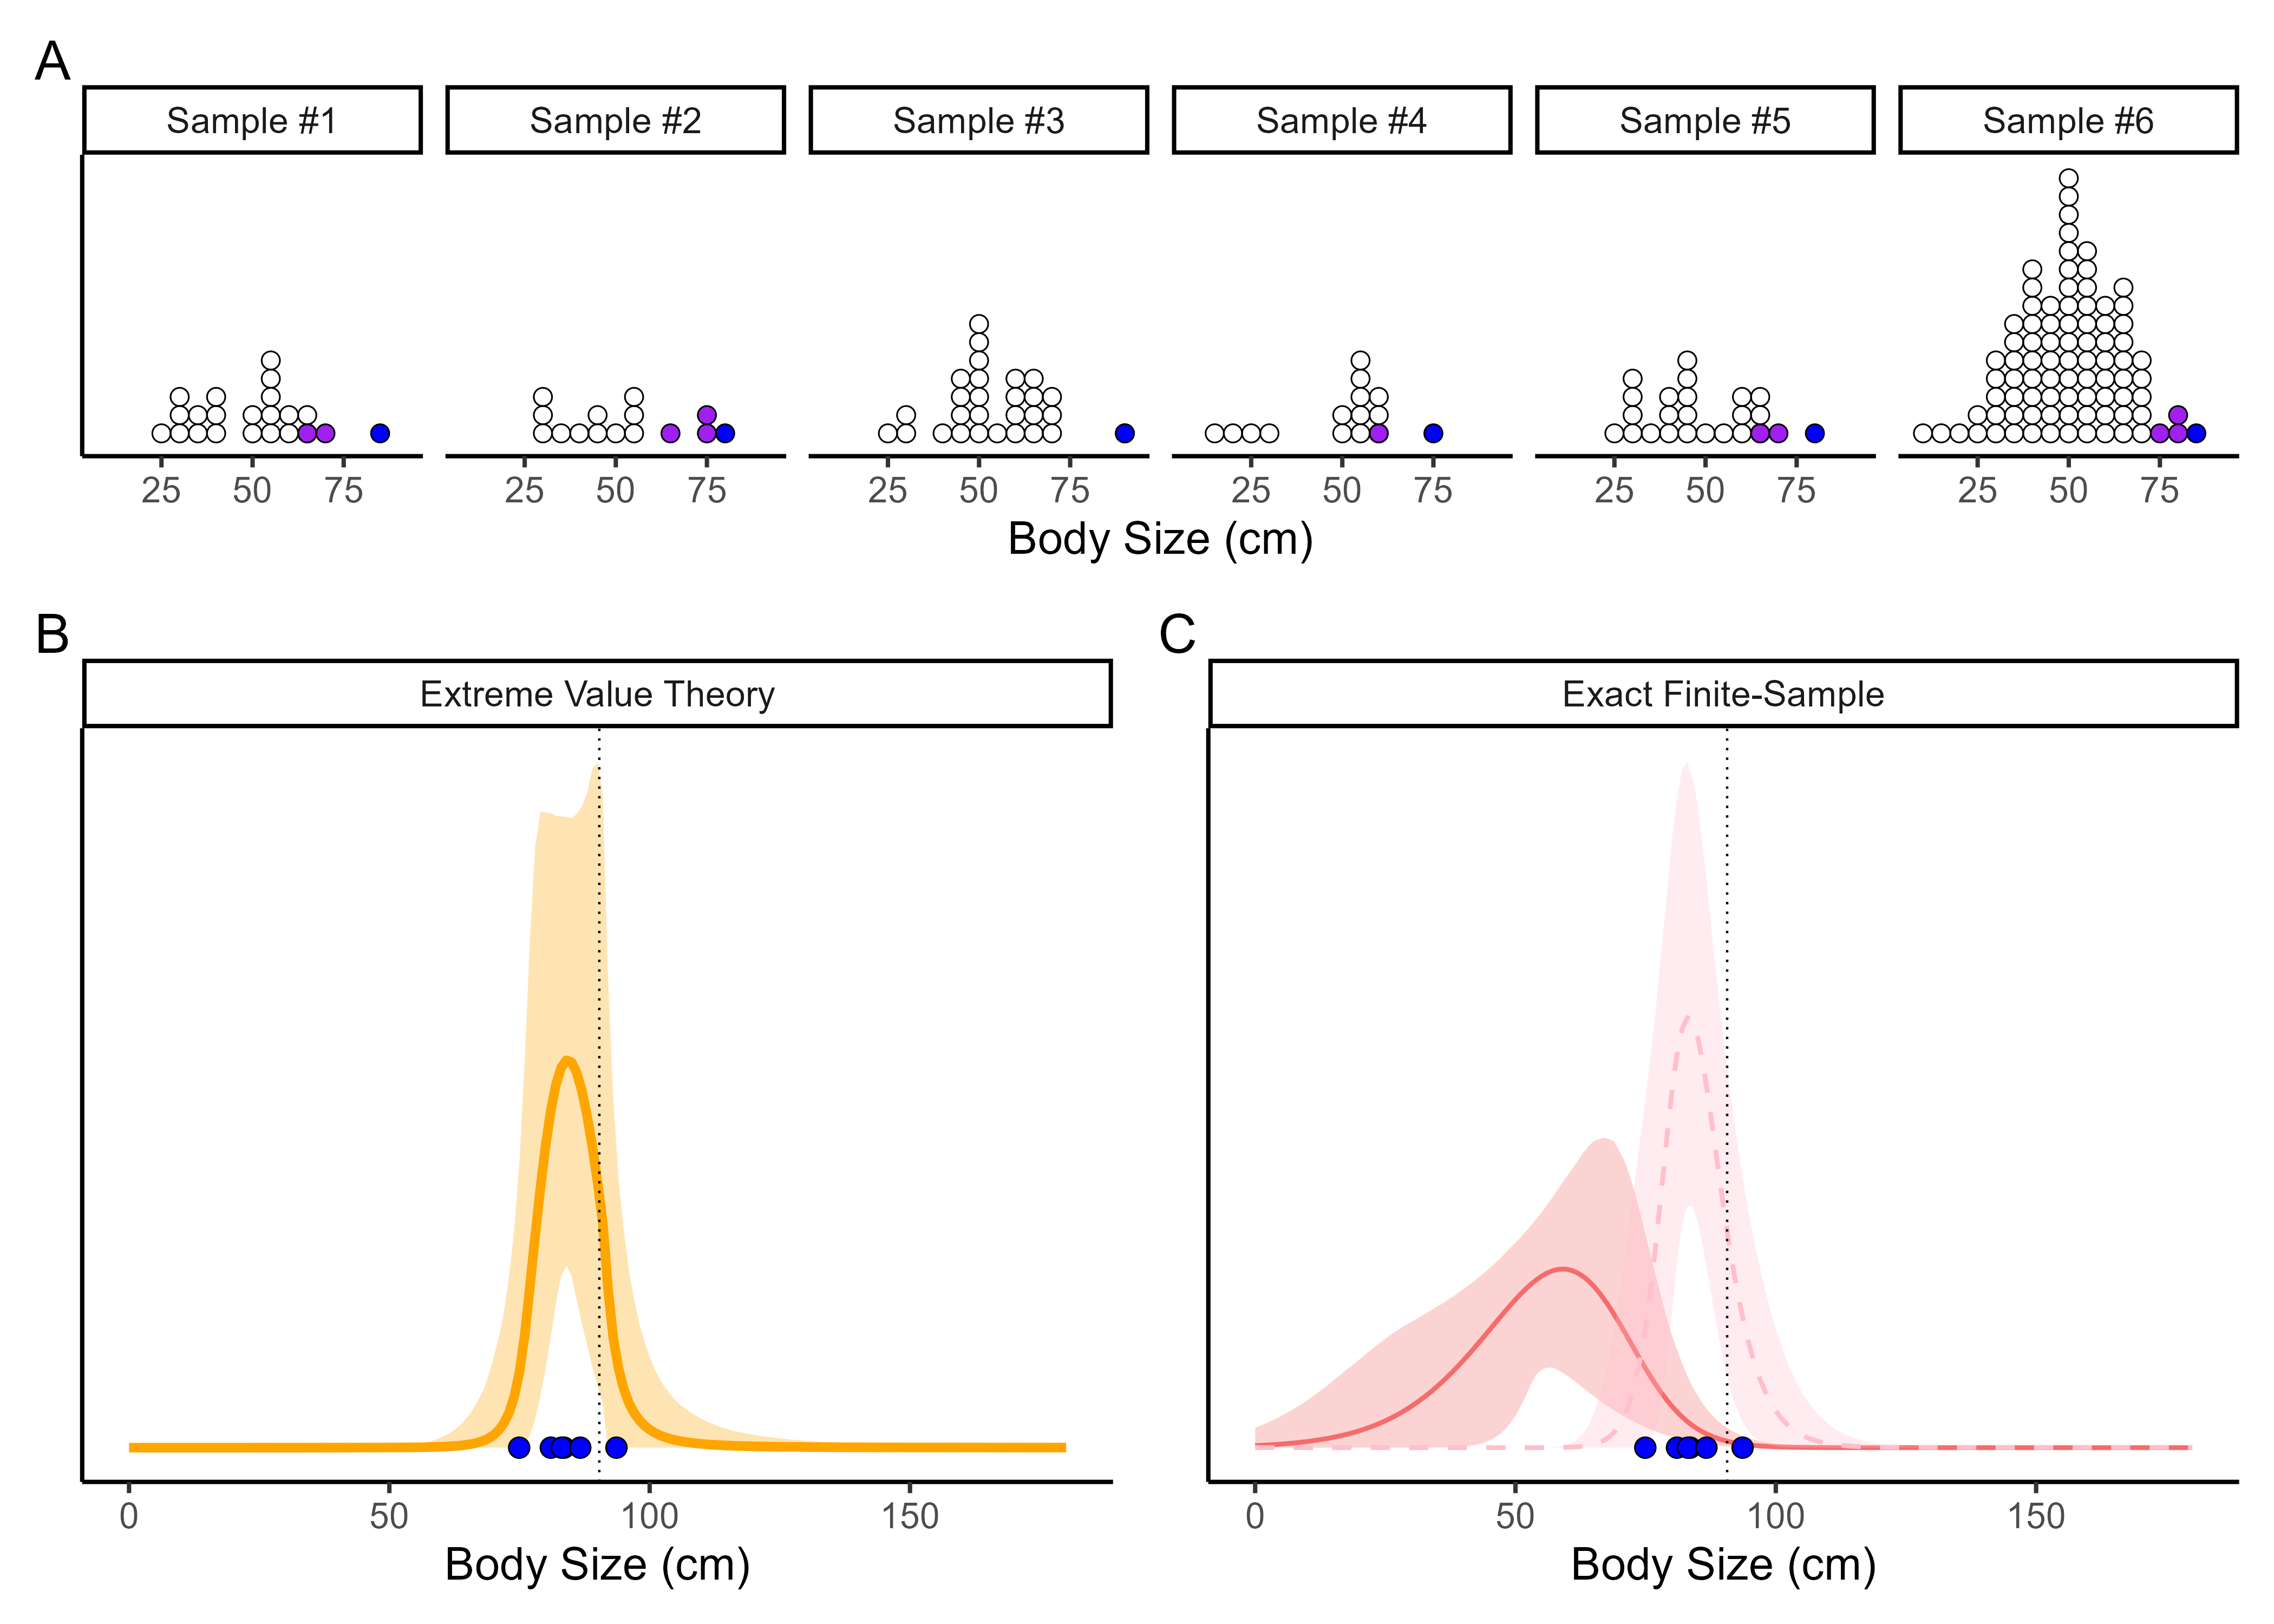 A
Sample #1 Sample #2 Sample #3 Sample #4 Sample #5 Sample #6
25 50 75 25 50 75 25 50 75 25 50 75 25 50 75 25 50 75
Body Size (cm)
B
Extreme Value Theory
0 50 100 150
Body Size (cm)
C
Exact Finite-Sample
0 50 100 150
Body Size (cm)